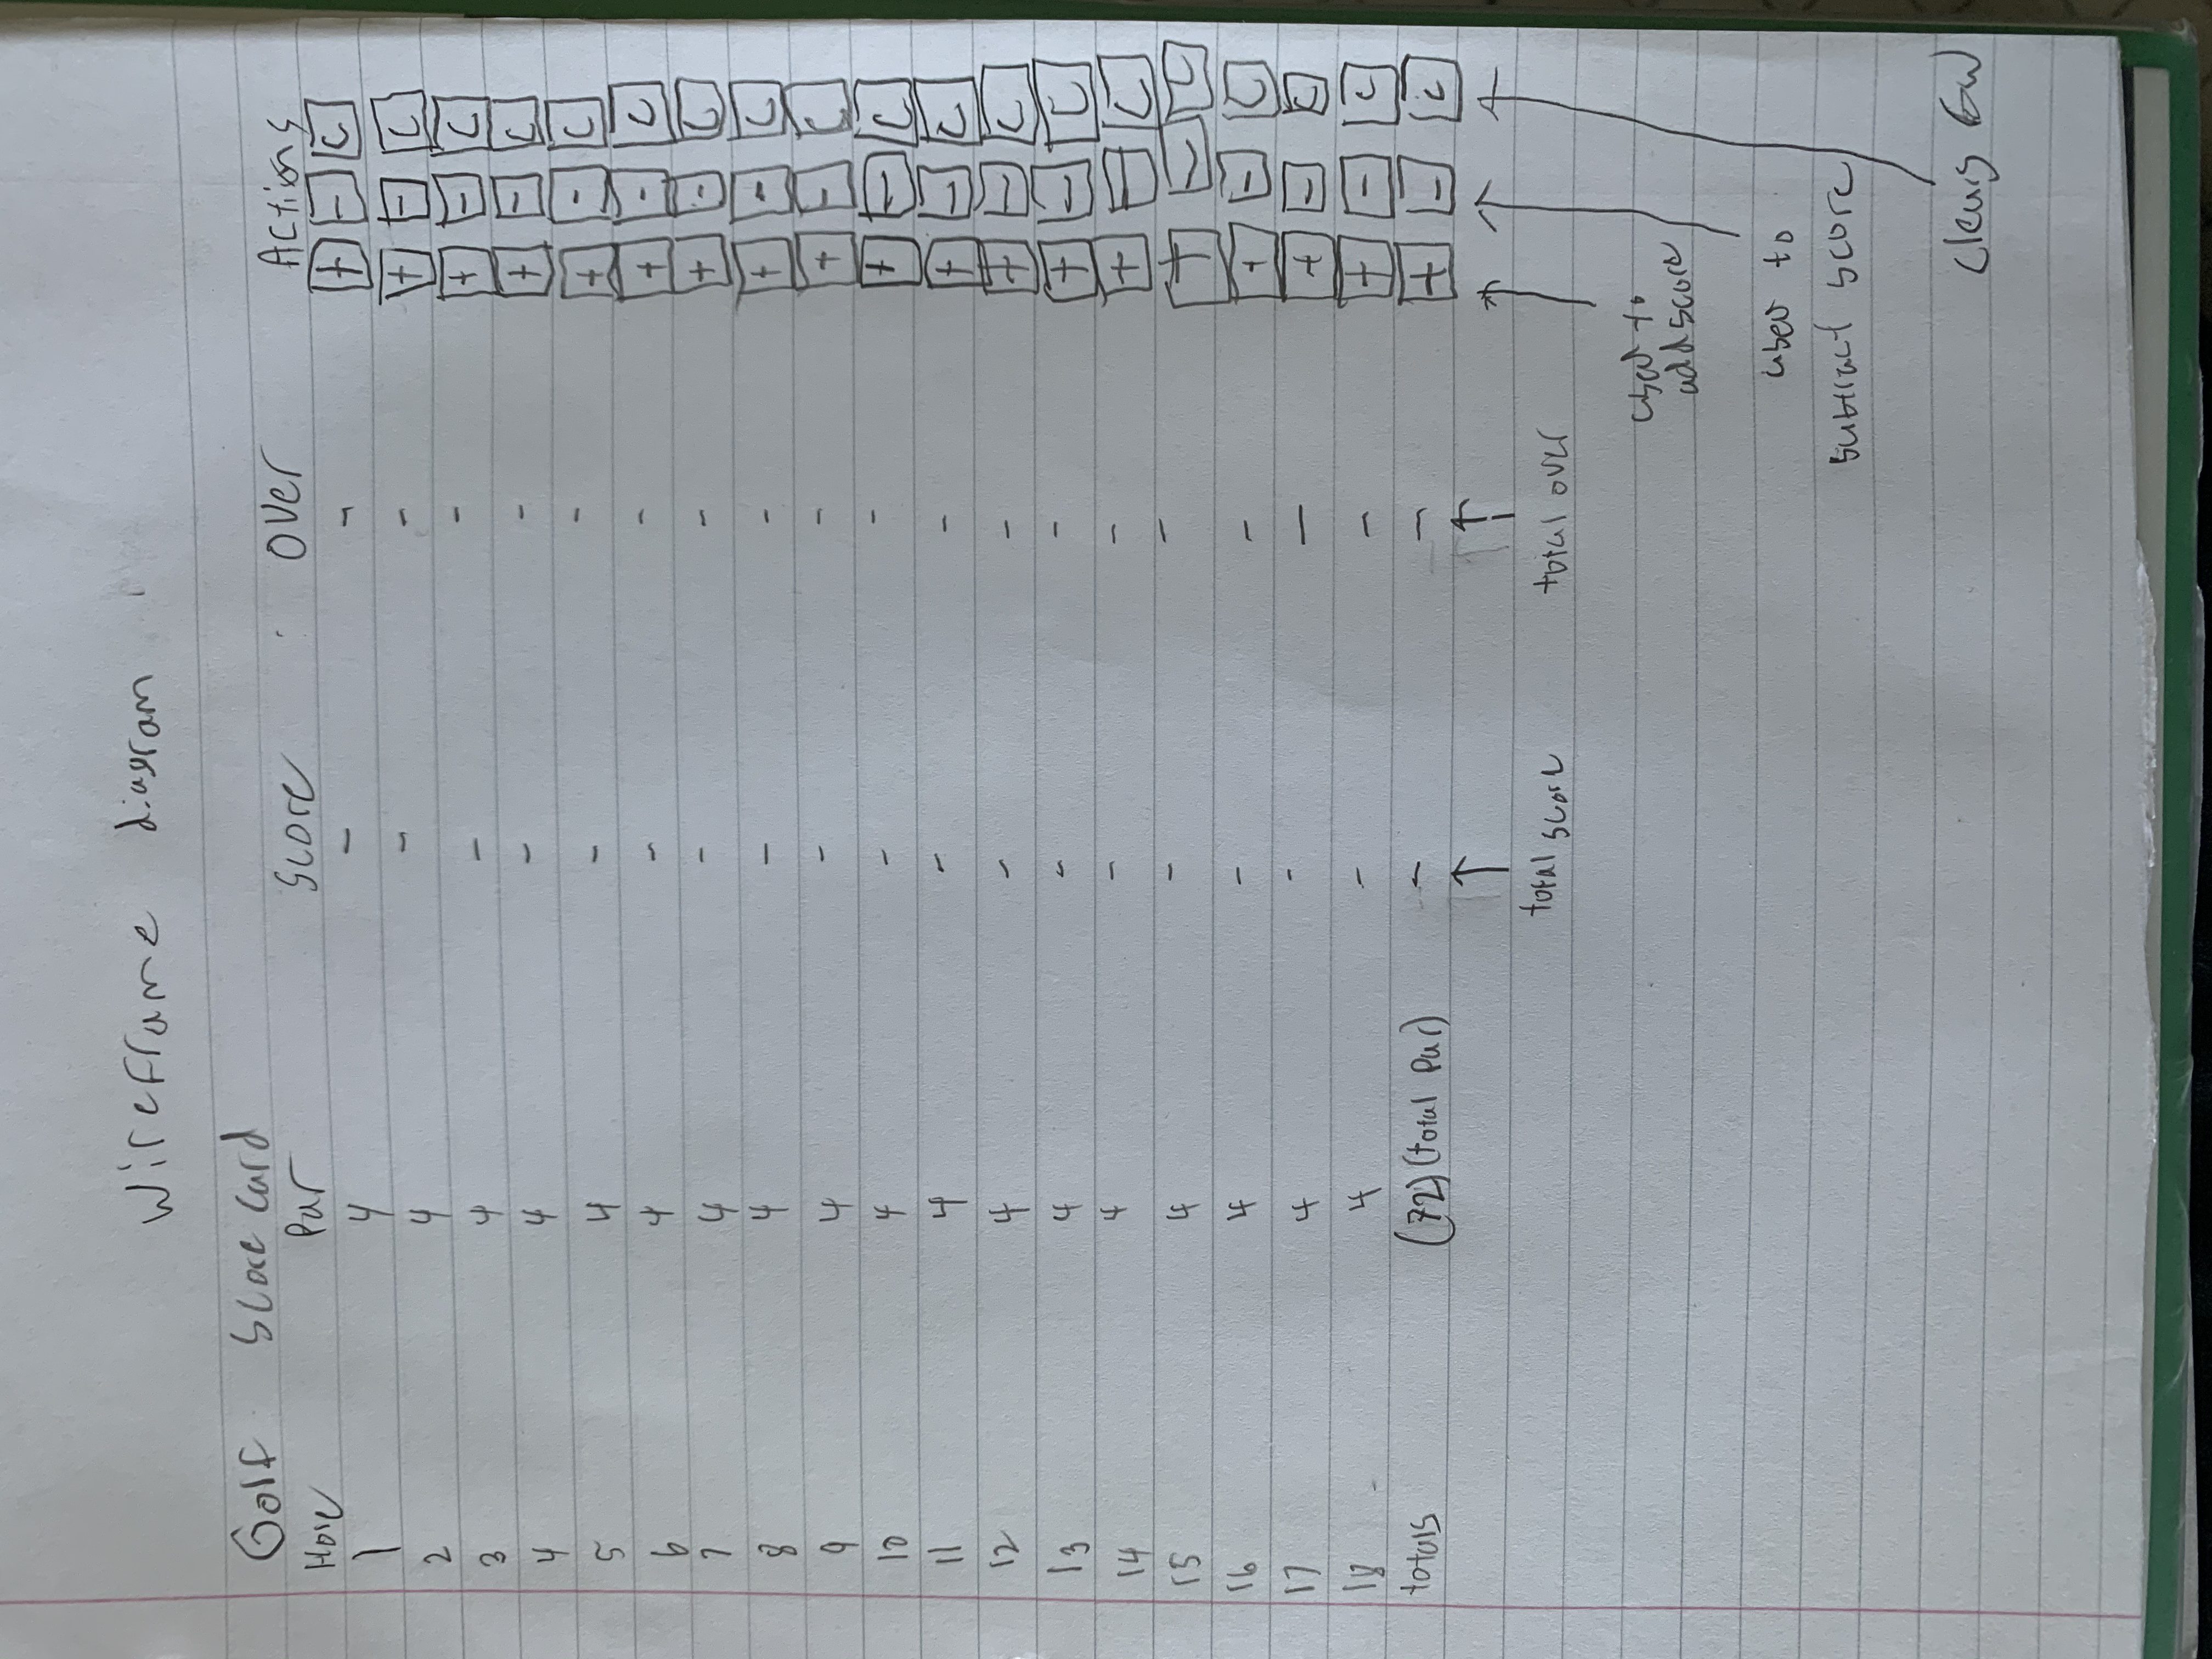 Wireframe diagram
Golf Score Card
Hole Par Score Over Actions
1 4 - - + - C
2 4 - - + - C
3 4 - - + - C
4 4 - - + - C
5 4 - - + - C
6 4 - - + - C
7 4 - - + - C
8 4 - - + - C
9 4 - - + - C
10 4 - - + - C
11 4 - - + - C
12 4 - - + - C
13 4 - - + - C
14 4 - - + - C
15 4 - - + - C
16 4 - - + - C
17 4 - - + - C
18 4 - - + - C
totals (72) (total Par) - - + - C
total score total over
used to
add score
used to
subtract score
clears